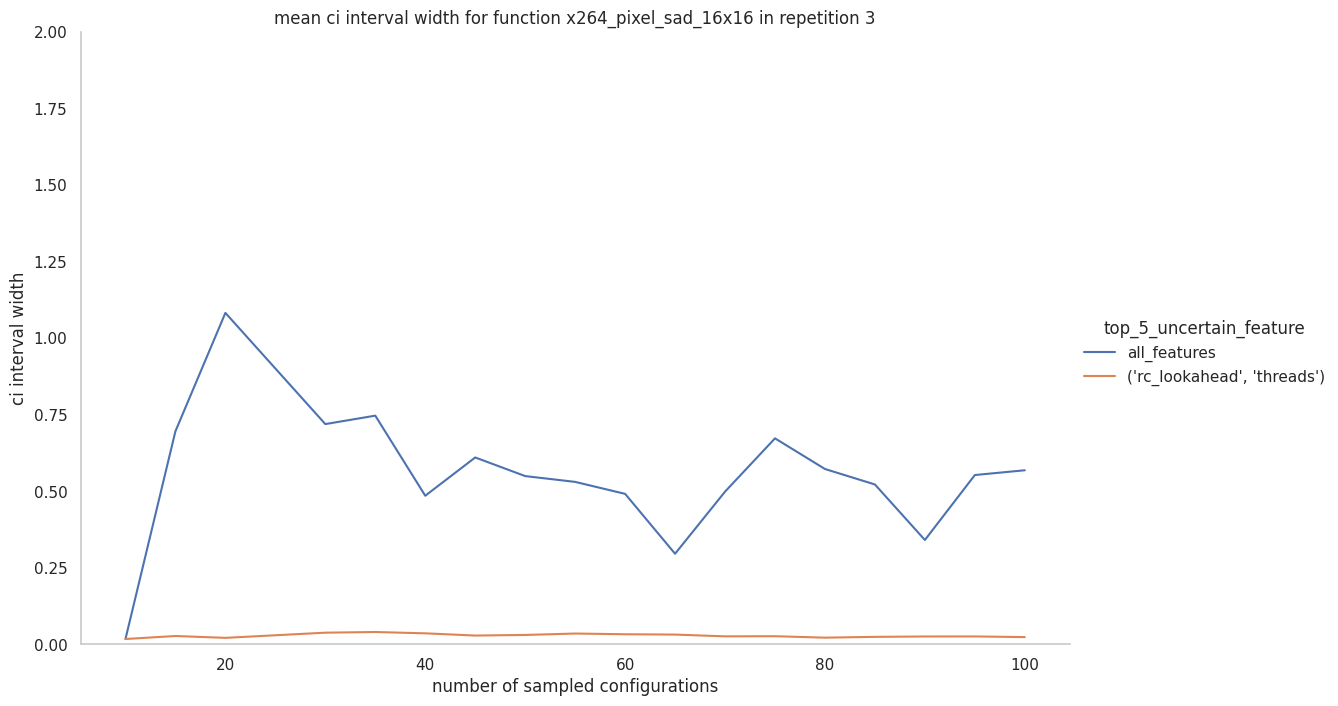 mean ci interval width for function x264_pixel_sad_16x16 in repetition 3
2.00
1.75
1.50
1.25
1.00
0.75
0.50
0.25
0.00
ci interval width
20
40
60
80
100
number of sampled configurations
top_5_uncertain_feature
all_features
('rc_lookahead', 'threads')